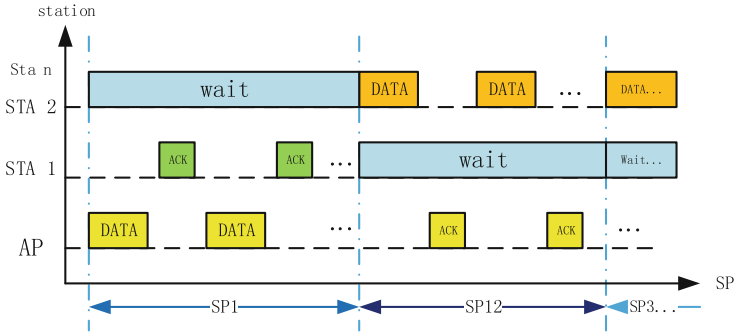 station
Sta n
wait
DATA
DATA
...
DATA...
STA 2
ACK
ACK
...
wait
Wait...
STA 1
DATA
DATA
...
ACK
ACK
...
AP
SP
SP1
SP12
SP3...